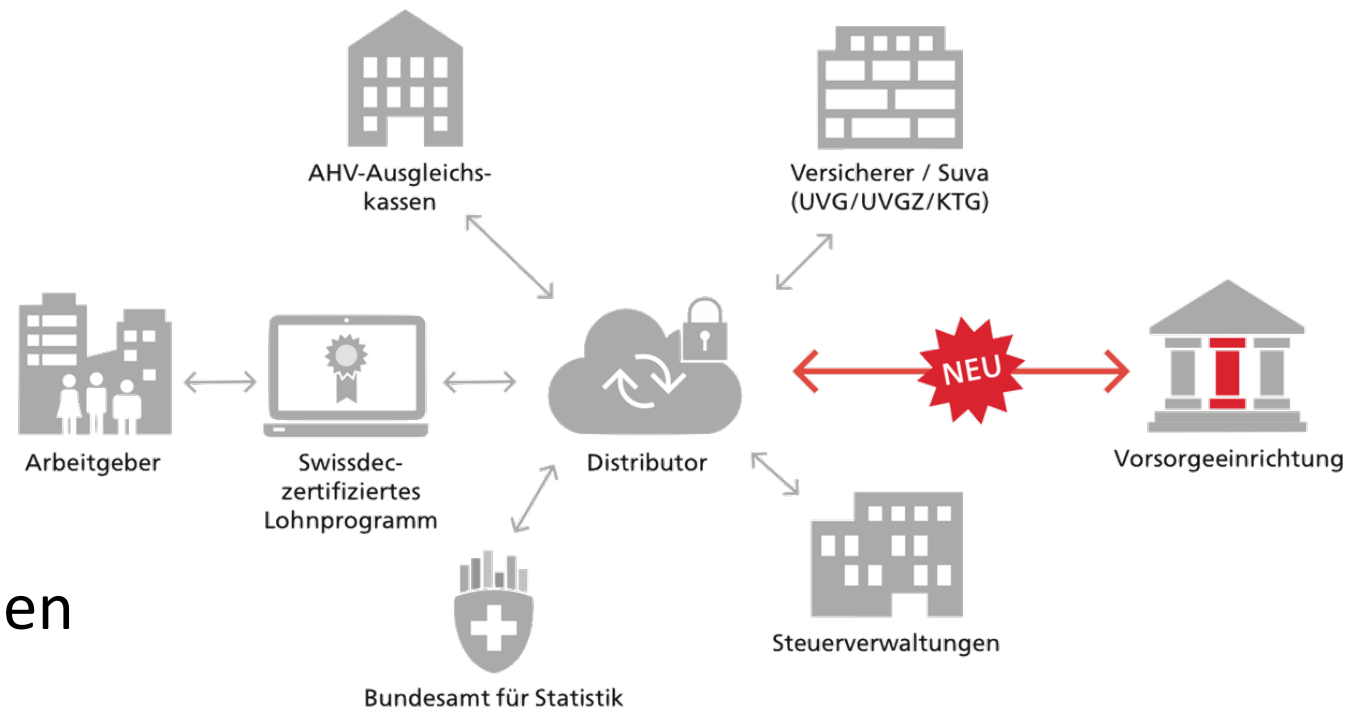 AHV-Ausgleichs-
kassen
Versicherer / Suva
(UVG/UVGZ/KTG)
NEU
Arbeitgeber
Swissdec-
zertifiziertes
Lohnprogramm
Distributor
Vorsorgeeinrichtung
en
Steuerverwaltungen
Bundesamt für Statistik